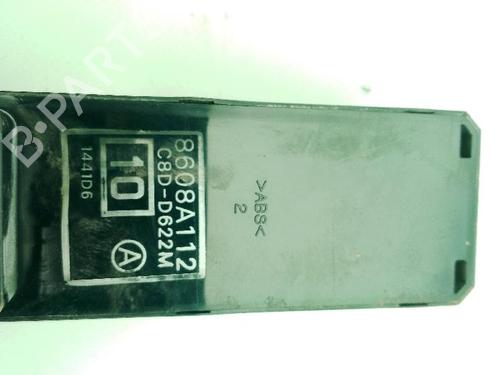 B-PARTS
8608A112
C8D-D622M
10
A
1441D6
>ABS<
2